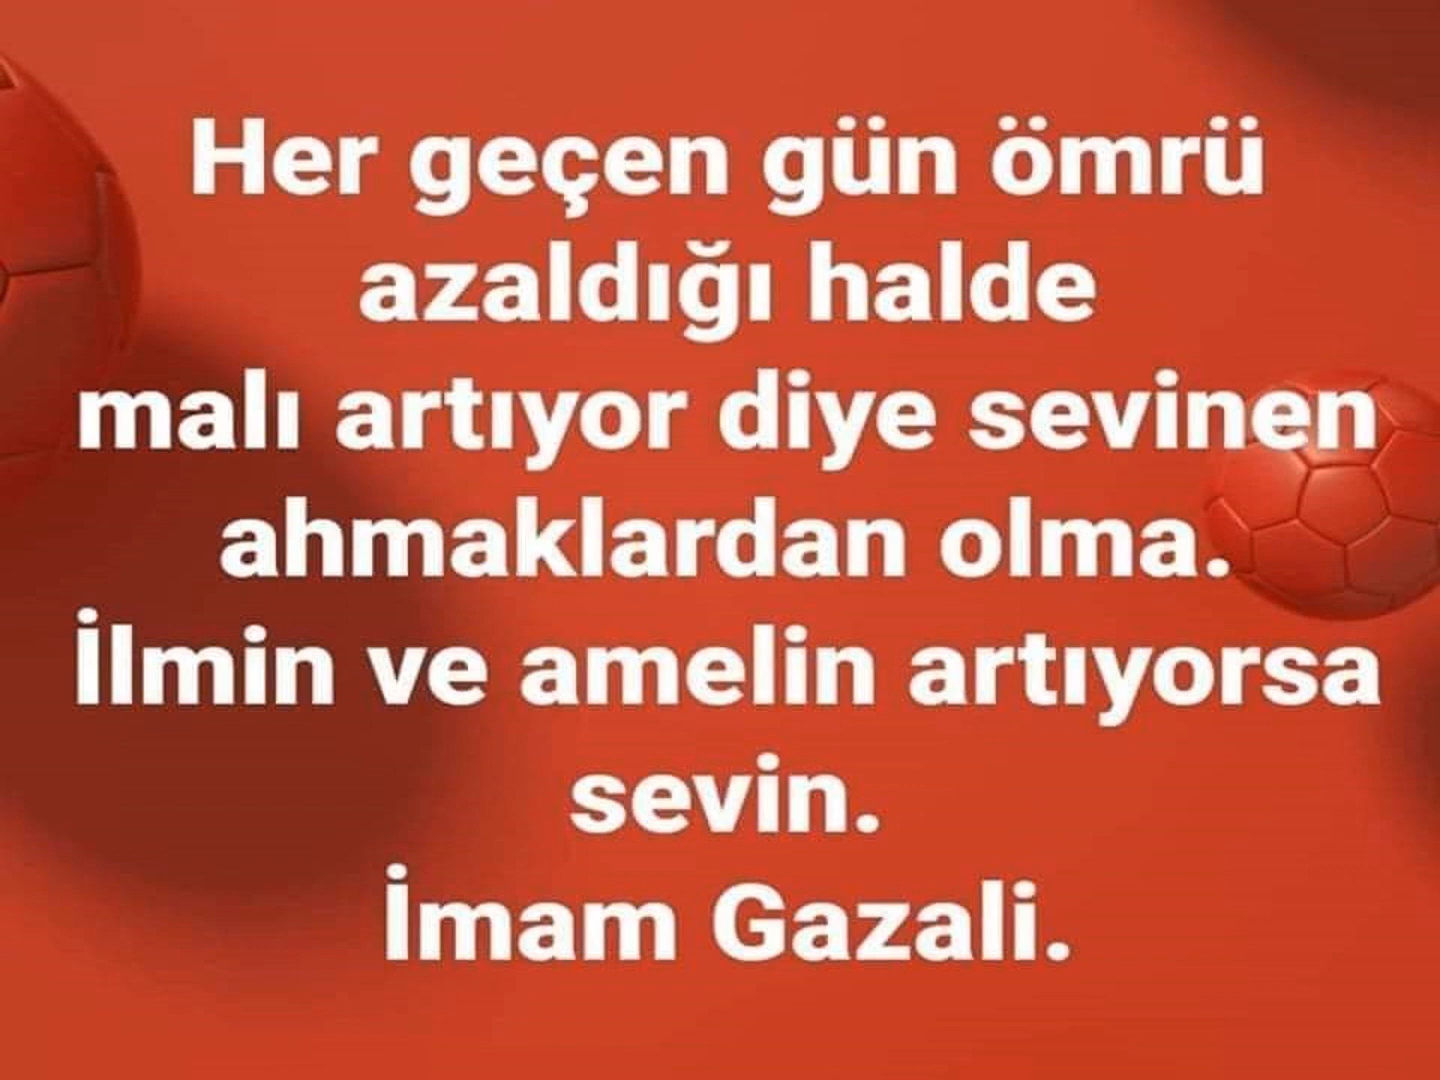 Her geçen gün ömrü
azaldığı halde
malı artıyor diye sevinen
ahmaklardan olma.
İlmin ve amelin artıyorsa
sevin.
İmam Gazali.